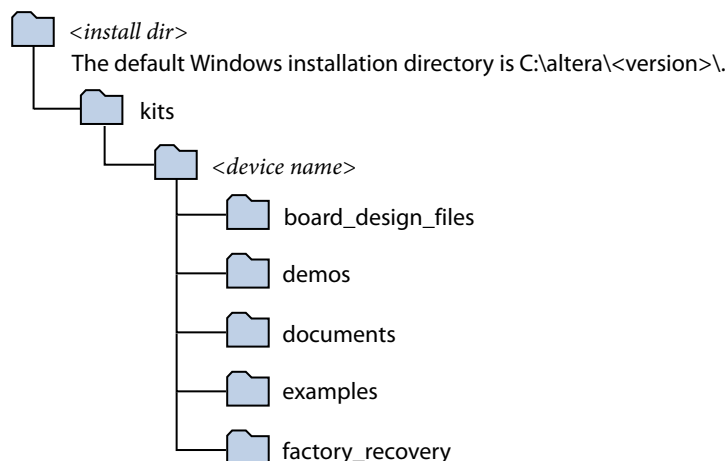 <install dir>
The default Windows installation directory is C:\altera\<version>\.
kits
<device name>
board_design_files
demos
documents
examples
factory_recovery